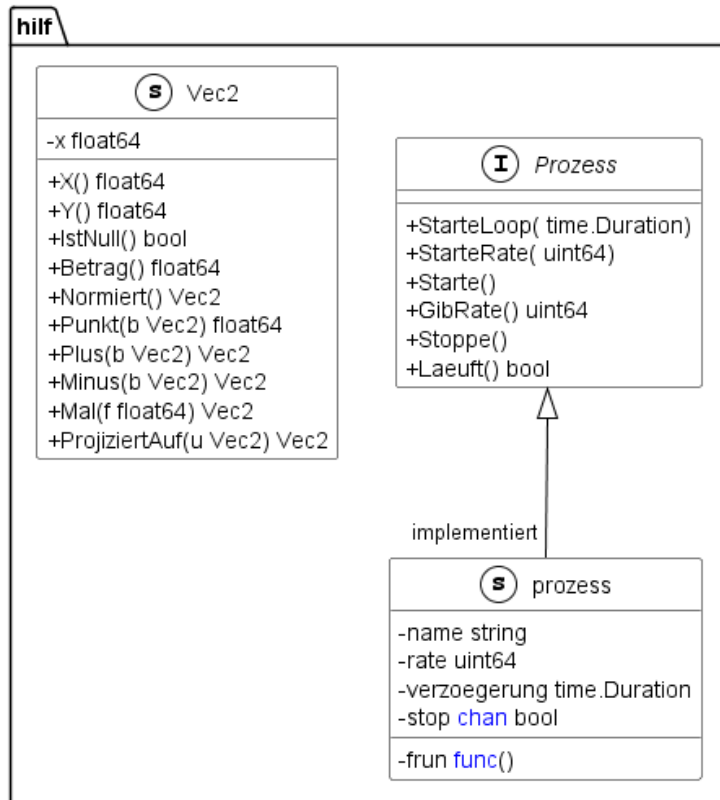 hilf
S Vec2
-x float64
+X() float64
+Y() float64
+IstNull() bool
+Betrag() float64
+Normiert() Vec2
+Punkt(b Vec2) float64
+Plus(b Vec2) Vec2
+Minus(b Vec2) Vec2
+Mal(f float64) Vec2
+ProjiziertAuf(u Vec2) Vec2
I Prozess
+StarteLoop( time.Duration)
+StarteRate( uint64)
+Starte()
+GibRate() uint64
+Stoppe()
+Laeuft() bool
implementiert
S prozess
-name string
-rate uint64
-verzoegerung time.Duration
-stop chan bool
-frun func()